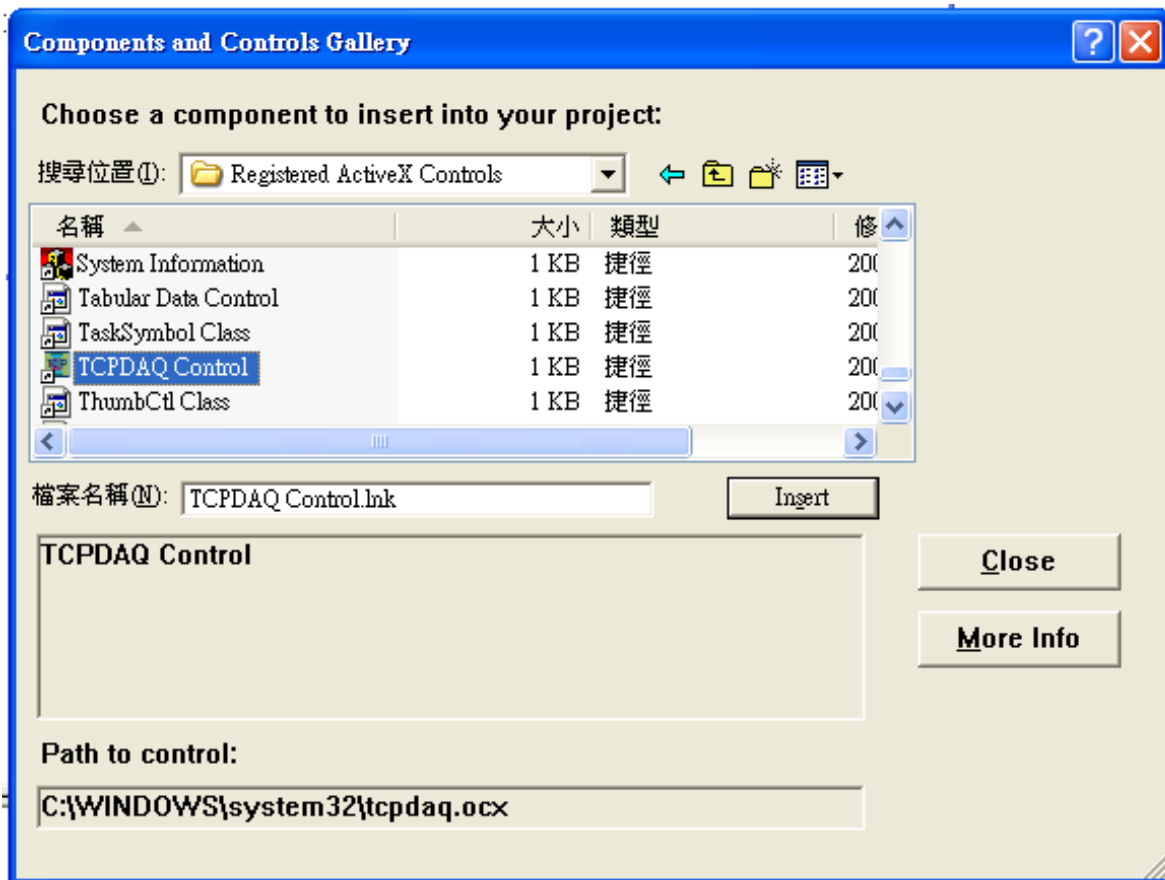 Components and Controls Gallery
Choose a component to insert into your project:
搜尋位置(I): Registered ActiveX Controls
名稱 大小 類型 修
System Information 1 KB 捷徑 200
Tabular Data Control 1 KB 捷徑 200
TaskSymbol Class 1 KB 捷徑 200
TCPDAQ Control 1 KB 捷徑 200
ThumbCtl Class 1 KB 捷徑 200
檔案名稱(N): TCPDAQ Control.lnk Insert
TCPDAQ Control
Close
More Info
Path to control:
C:\WINDOWS\system32\tcpdaq.ocx